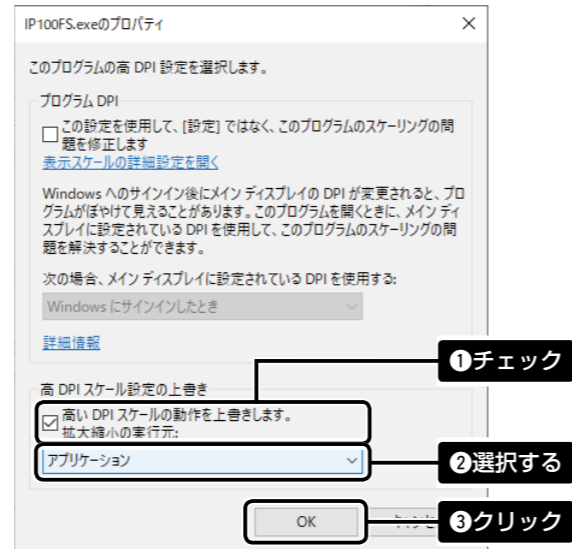 IP100FS.exeのプロパティ
このプログラムの高 DPI 設定を選択します。
プログラム DPI
この設定を使用して、[設定] ではなく、このプログラムのスケーリングの問
題を修正します
表示スケールの詳細設定を開く
Windows へのサインイン後にメイン ディスプレイの DPI が変更されると、プロ
グラムがぼやけて見えることがあります。このプログラムを開くときに、メイン ディ
スプレイに設定されている DPI を使用して、このプログラムのスケーリングの問
題を解決することができます。
次の場合、メイン ディスプレイに設定されている DPI を使用する:
Windows にサインインしたとき
詳細情報
❶チェック
高 DPI スケール設定の上書き
高い DPI スケールの動作を上書きします。
拡大縮小の実行元:
アプリケーション
❷選択する
OK
❸クリック